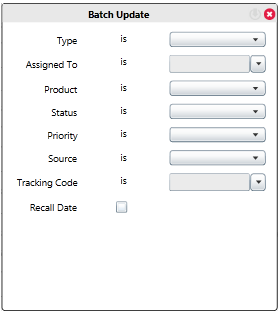 Batch Update
Type is
Assigned To is
Product is
Status is
Priority is
Source is
Tracking Code is
Recall Date